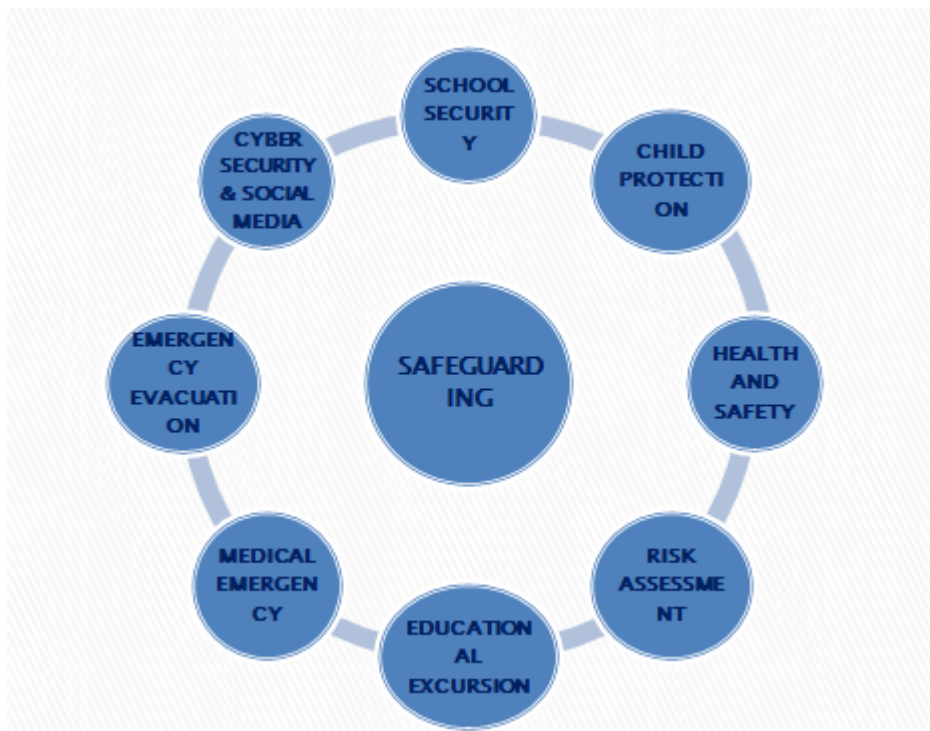 SCHOOL
SECURIT
Y
CHILD
PROTECTI
ON
HEALTH
AND
SAFETY
RISK
ASSESSME
NT
EDUCATION
AL
EXCURSION
MEDICAL
EMERGEN
CY
EMERGEN
CY
EVACUATI
ON
CYBER
SECURITY
& SOCIAL
MEDIA
SAFEGUARD
ING